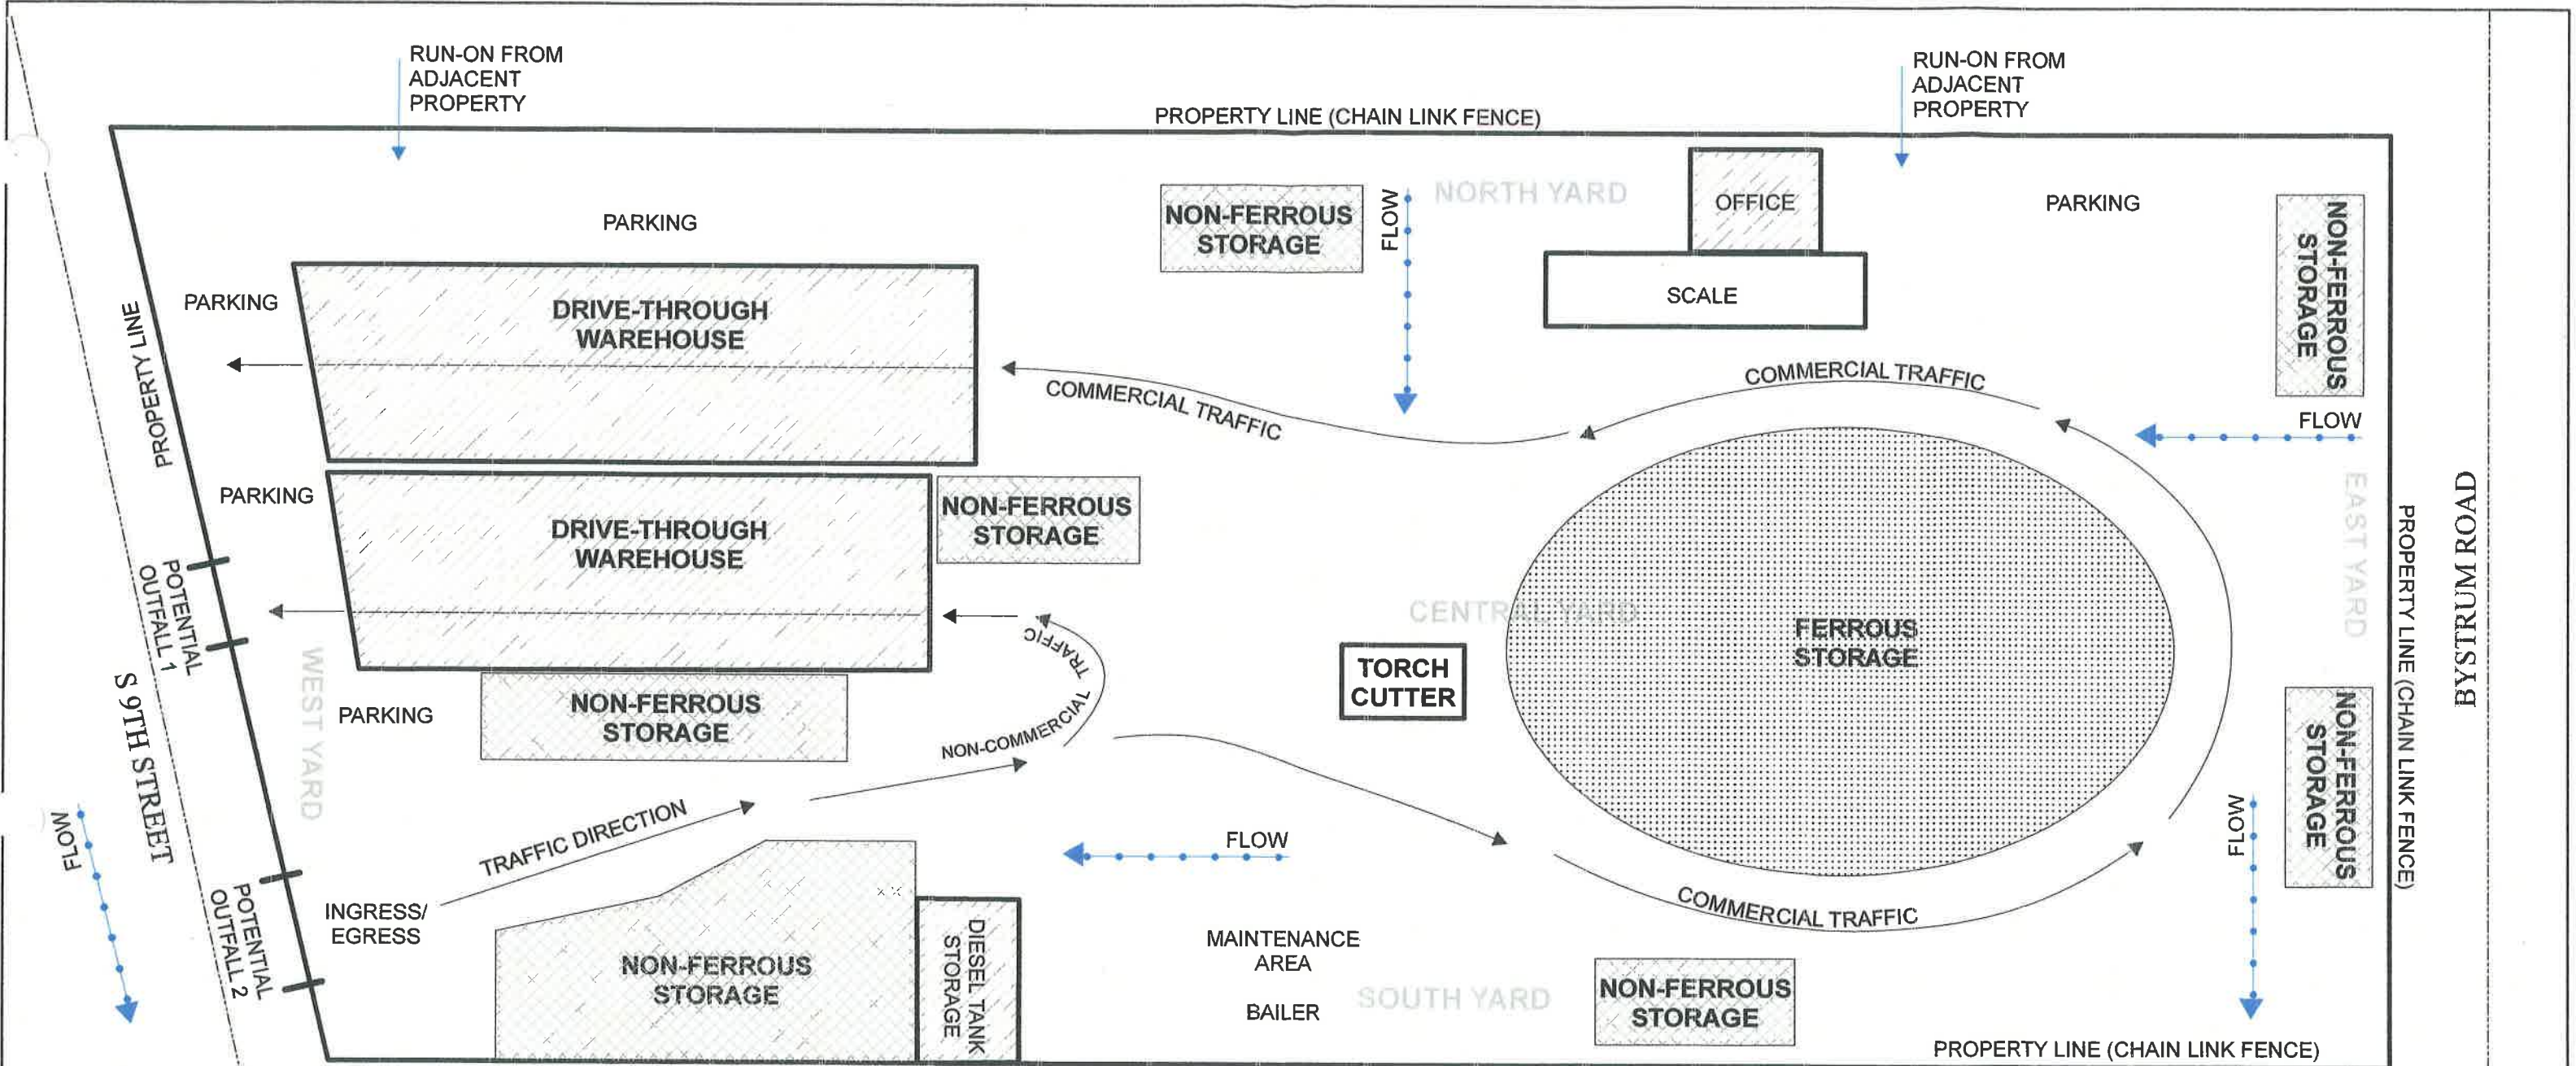 RUN-ON FROM
ADJACENT
PROPERTY
RUN-ON FROM
ADJACENT
PROPERTY
PROPERTY LINE (CHAIN LINK FENCE)
PARKING
NON-FERROUS
STORAGE
FLOW
NORTH YARD
OFFICE
SCALE
PARKING
NON-FERROUS
STORAGE
PARKING
PROPERTY LINE
DRIVE-THROUGH
WAREHOUSE
COMMERCIAL TRAFFIC
COMMERCIAL TRAFFIC
FLOW
EAST YARD
PROPERTY LINE (CHAIN LINK FENCE)
BYSTRUM ROAD
PARKING
DRIVE-THROUGH
WAREHOUSE
NON-FERROUS
STORAGE
POTENTIAL
OUTFALL 1
CENTRAL YARD
FERROUS
STORAGE
TORCH
CUTTER
S 9TH STREET
WEST YARD
PARKING
NON-FERROUS
STORAGE
NON-COMMERCIAL
TRAFFIC
NON-FERROUS
STORAGE
FLOW
TRAFFIC DIRECTION
FLOW
FLOW
POTENTIAL
OUTFALL 2
INGRESS/
EGRESS
NON-FERROUS
STORAGE
DIESEL TANK
STORAGE
MAINTENANCE
AREA
BAILER
SOUTH YARD
COMMERCIAL TRAFFIC
NON-FERROUS
STORAGE
PROPERTY LINE (CHAIN LINK FENCE)